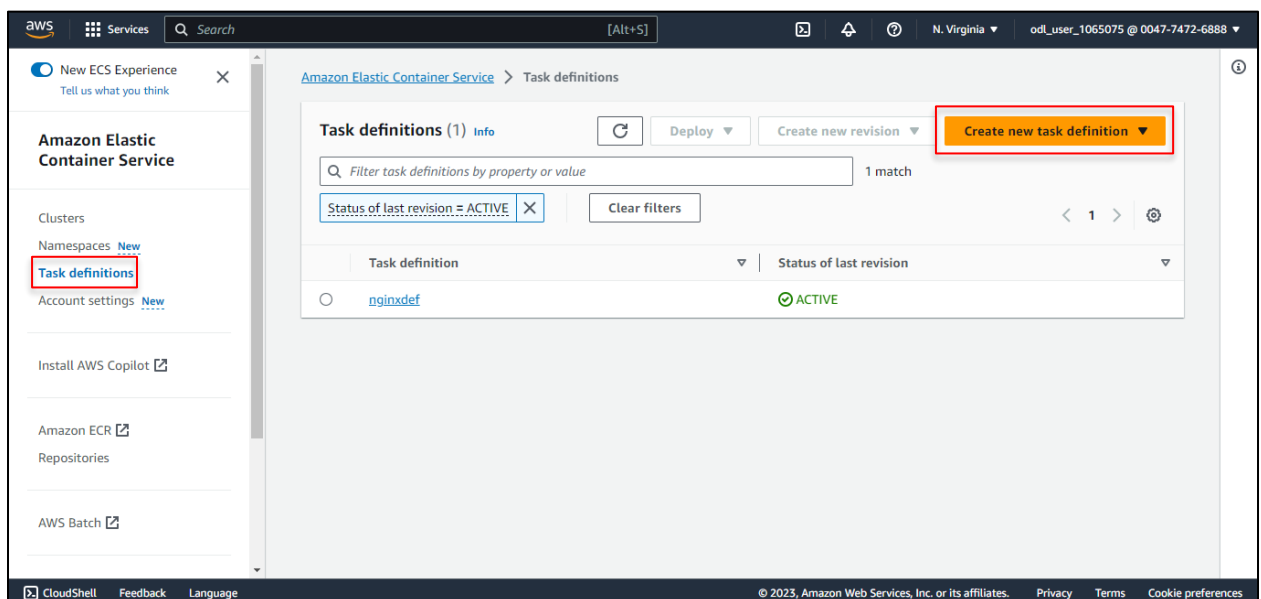 aws Services Search [Alt+S] N. Virginia odl_user_1065075 @ 0047-7472-6888
New ECS Experience
Tell us what you think
Amazon Elastic Container Service
Clusters
Namespaces New
Task definitions
Account settings New
Install AWS Copilot
Amazon ECR
Repositories
AWS Batch
Amazon Elastic Container Service > Task definitions
Task definitions (1) Info Deploy Create new revision Create new task definition
Filter task definitions by property or value 1 match
Status of last revision = ACTIVE Clear filters 1
Task definition Status of last revision
nginxdef ACTIVE
CloudShell Feedback Language © 2023, Amazon Web Services, Inc. or its affiliates. Privacy Terms Cookie preferences